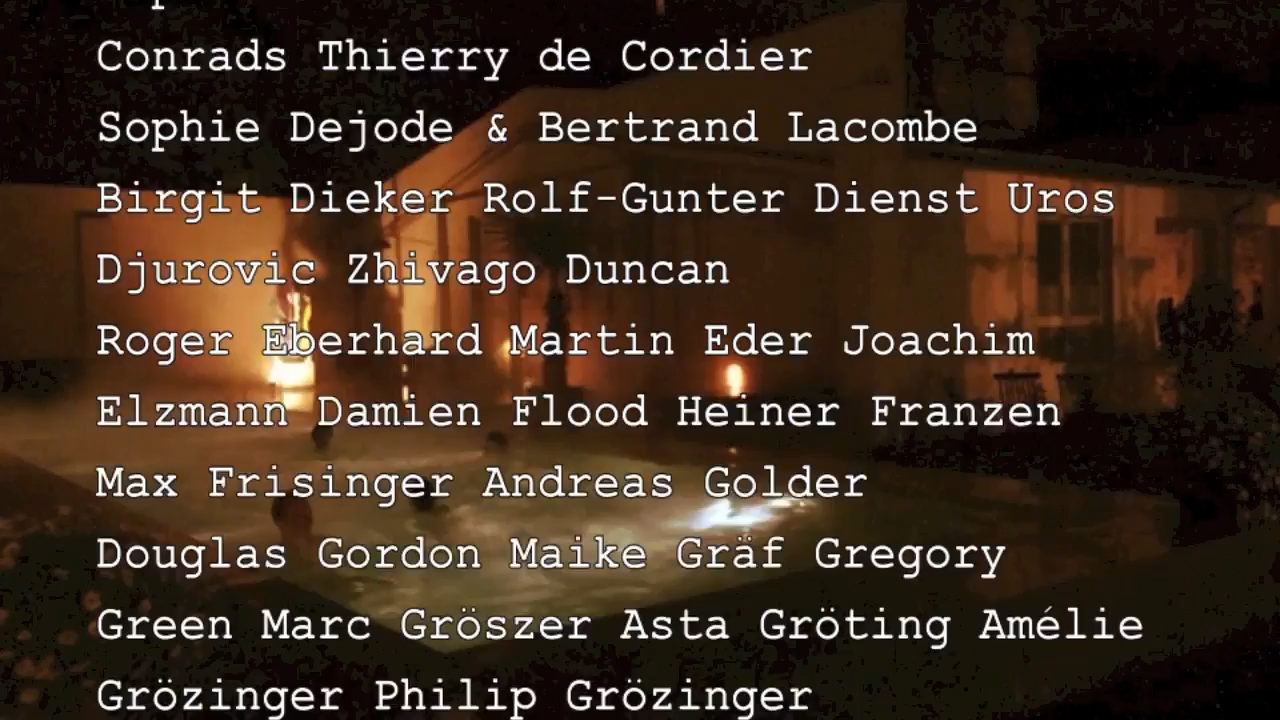 Conrads Thierry de Cordier
Sophie Dejode & Bertrand Lacombe
Birgit Dieker Rolf-Gunter Dienst Uros
Djurovic Zhivago Duncan
Roger Eberhard Martin Eder Joachim
Elzmann Damien Flood Heiner Franzen
Max Frisinger Andreas Golder
Douglas Gordon Maike Gräf Gregory
Green Marc Gröszer Asta Gröting Amélie
Grözinger Philip Grözinger